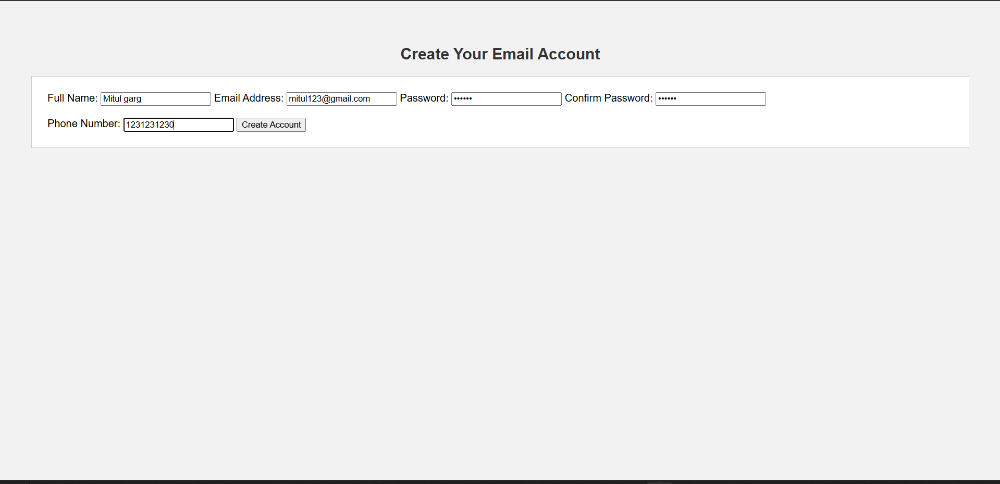 Create Your Email Account
Full Name: Mitul garg Email Address: mitul123@gmail.com Password: •••••• Confirm Password: ••••••
Phone Number: 1231231230 Create Account